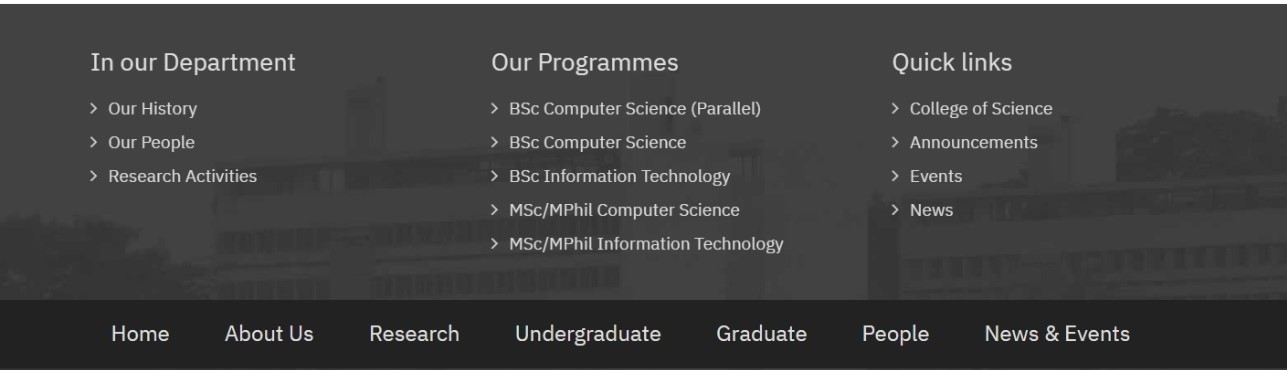 In our Department
Our History
Our People
Research Activities
Our Programmes
BSc Computer Science (Parallel)
BSc Computer Science
BSc Information Technology
MSc/MPhil Computer Science
MSc/MPhil Information Technology
Quick links
College of Science
Announcements
Events
News
Home About Us Research Undergraduate Graduate People News & Events